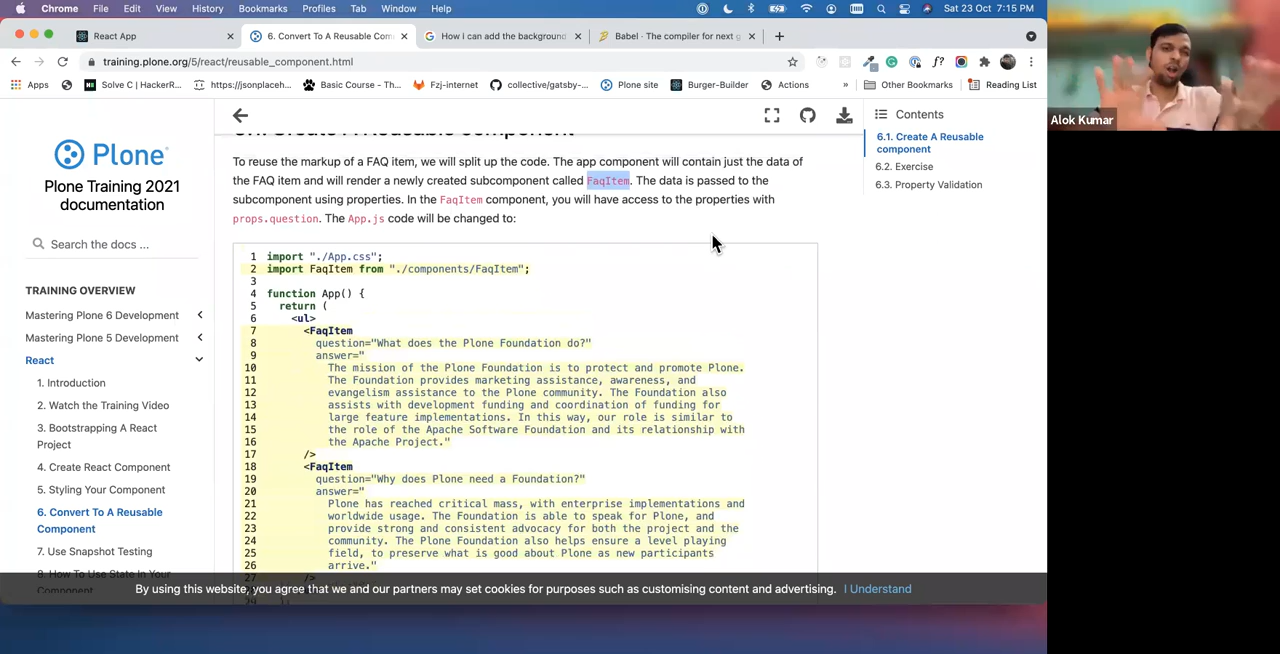 Chrome File Edit View History Bookmarks Profiles Tab Window Help Sat 23 Oct 7:15 PM
React App
6. Convert To A Reusable Com
How i can add the background
Babel - The compiler for next g
training.plone.org/5/react/reusable_component.html
Apps
Solve C | HackerR...
https://jsonplaceh...
Basic Course - Th...
Fzj-internet
collective/gatsby-...
Plone site
Burger-Builder
Actions
»
Other Bookmarks
Reading List
Alok Kumar
Plone
Plone Training 2021
documentation
Search the docs ...
TRAINING OVERVIEW
Mastering Plone 6 Development
Mastering Plone 5 Development
React
1. Introduction
2. Watch the Training Video
3. Bootstrapping A React
Project
4. Create React Component
5. Styling Your Component
6. Convert To A Reusable
Component
7. Use Snapshot Testing
8. How To Use State In Your
Component
6.1. Create A Reusable Component
To reuse the markup of a FAQ item, we will split up the code. The app component will contain just the data of
the FAQ item and will render a newly created subcomponent called FaqItem. The data is passed to the
subcomponent using properties. In the FaqItem component, you will have access to the properties with
props.question. The App.js code will be changed to:
1 import "./App.css";
2 import FaqItem from "./components/FaqItem";
3
4 function App() {
5 return (
6 <ul>
7 <FaqItem
8 question="What does the Plone Foundation do?"
9 answer="
10 The mission of the Plone Foundation is to protect and promote Plone.
11 The Foundation provides marketing assistance, awareness, and
12 evangelism assistance to the Plone community. The Foundation also
13 assists with development funding and coordination of funding for
14 large feature implementations. In this way, our role is similar to
15 the role of the Apache Software Foundation and its relationship with
16 the Apache Project."
17 />
18 <FaqItem
19 question="Why does Plone need a Foundation?"
20 answer="
21 Plone has reached critical mass, with enterprise implementations and
22 worldwide usage. The Foundation is able to speak for Plone, and
23 provide strong and consistent advocacy for both the project and the
24 community. The Plone Foundation also helps ensure a level playing
25 field, to preserve what is good about Plone as new participants
26 arrive."
27 />
29 );
Contents
6.1. Create A Reusable
component
6.2. Exercise
6.3. Property Validation
By using this website, you agree that we and our partners may set cookies for purposes such as customising content and advertising. I Understand